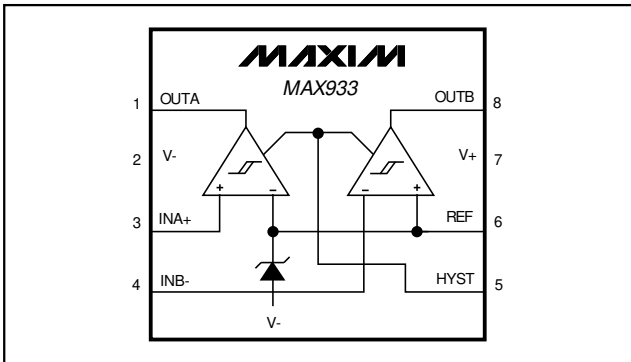 MAXIM
MAX933
1 OUTA
OUTB 8
2 V-
V+ 7
+ −
− +
3 INA+
REF 6
4 INB-
HYST 5
V-